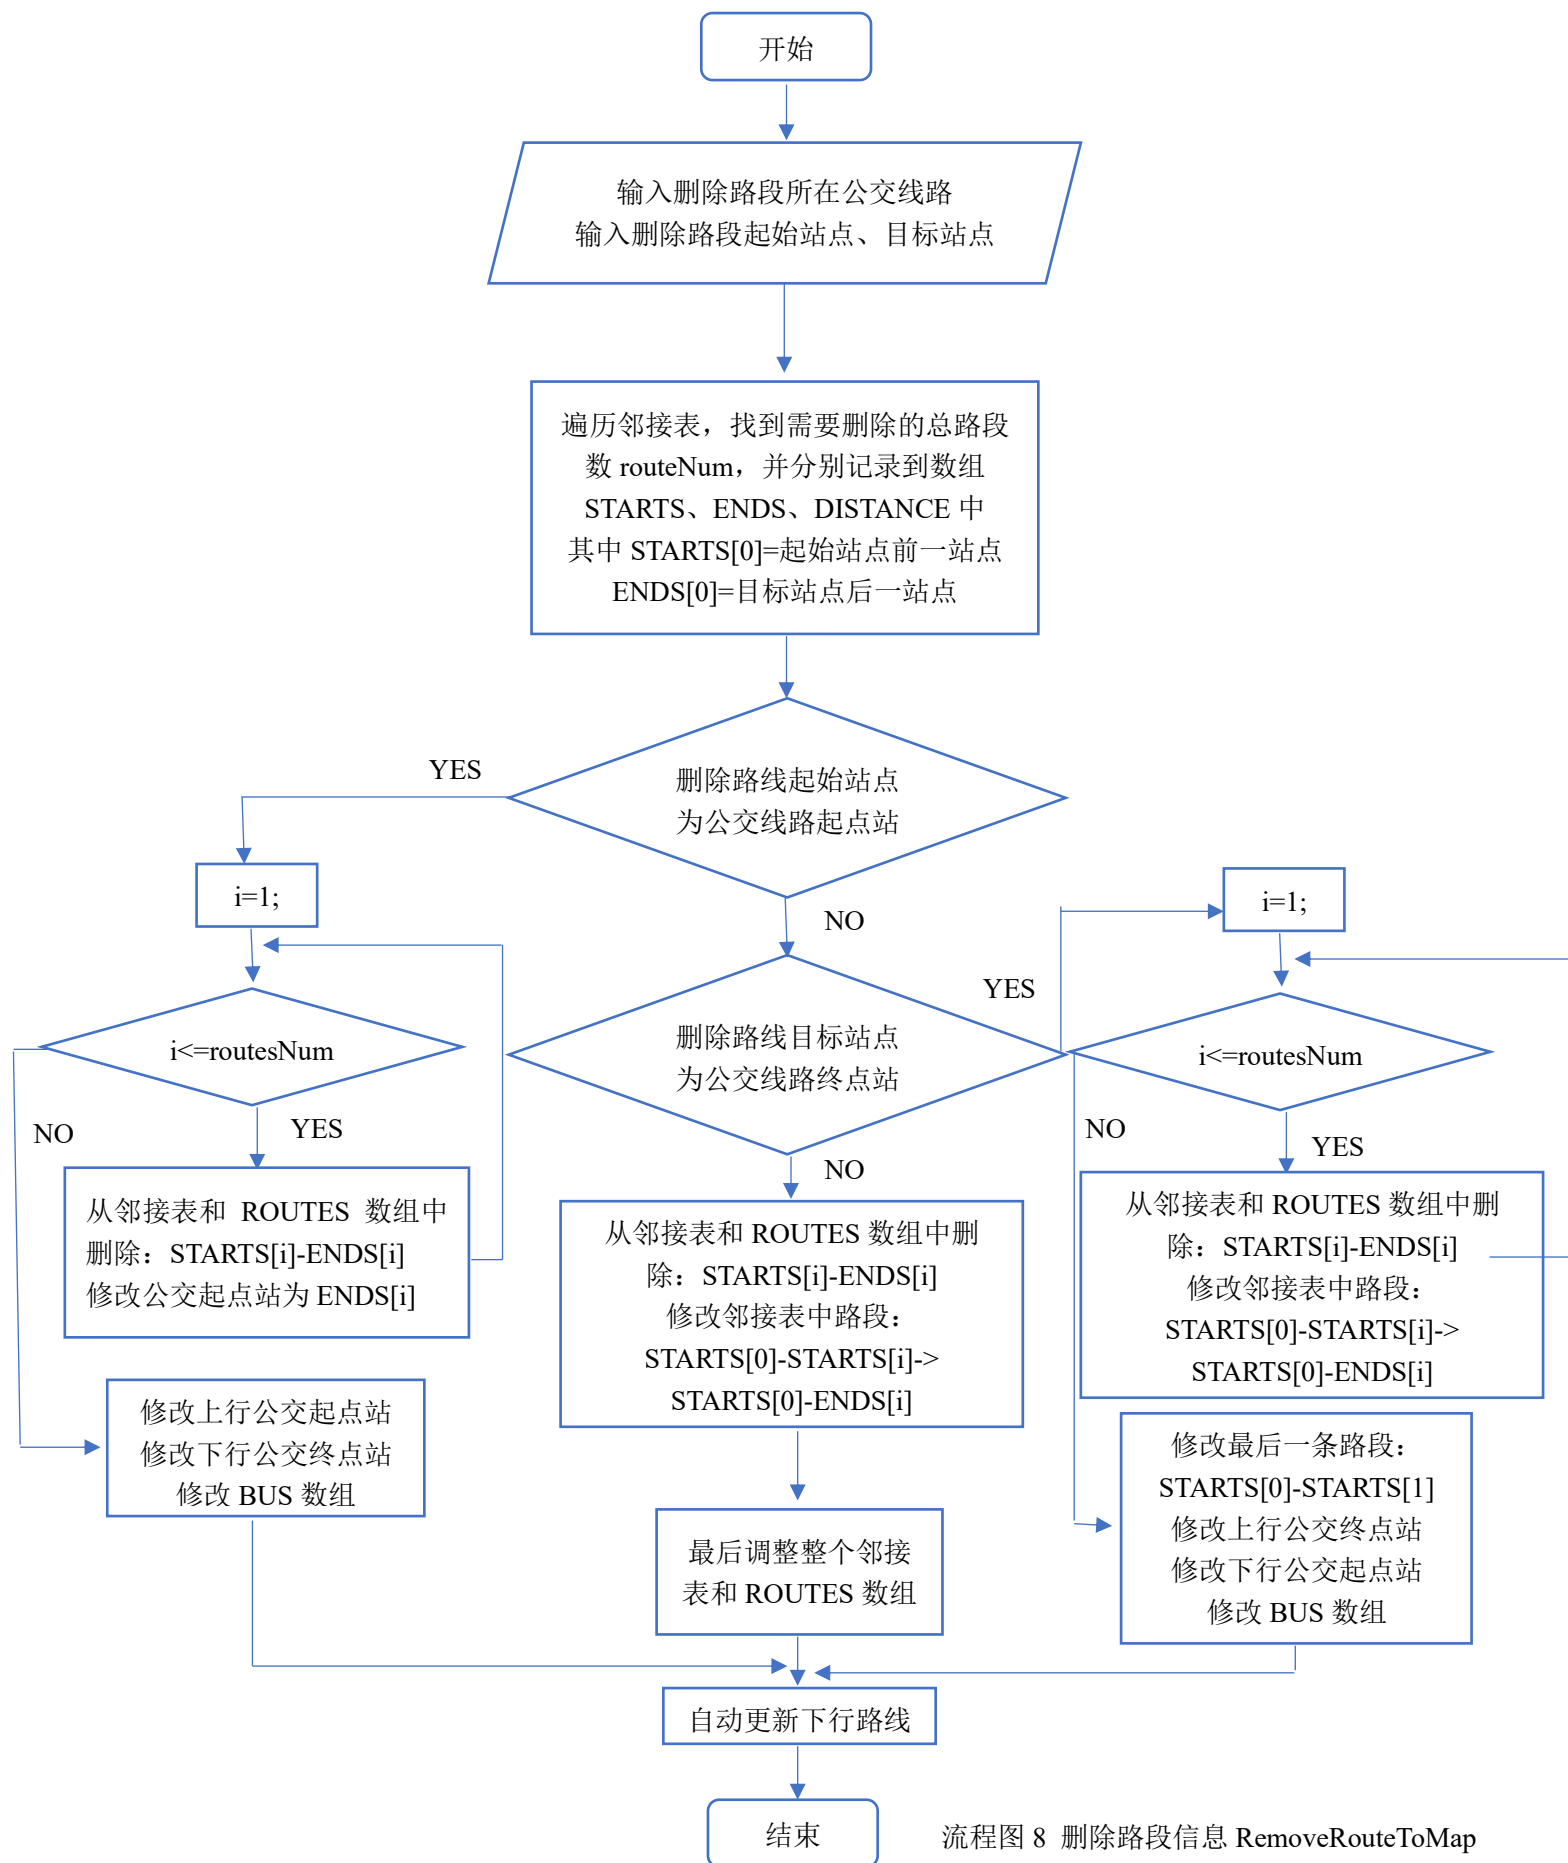 开始
输入删除路段所在公交线路
输入删除路段起始站点、目标站点
遍历邻接表，找到需要删除的总路段
数 routeNum，并分别记录到数组
STARTS、ENDS、DISTANCE 中
其中 STARTS[0]=起始站点前一站点
ENDS[0]=目标站点后一站点
删除路线起始站点
为公交线路起点站
YES
NO
i=1;
i<=routesNum
NO
YES
从邻接表和 ROUTES 数组中
删除：STARTS[i]-ENDS[i]
修改公交起点站为 ENDS[i]
修改上行公交起点站
修改下行公交终点站
修改 BUS 数组
删除路线目标站点
为公交线路终点站
YES
NO
从邻接表和 ROUTES 数组中删
除：STARTS[i]-ENDS[i]
修改邻接表中路段：
STARTS[0]-STARTS[i]->
STARTS[0]-ENDS[i]
最后调整整个邻接
表和 ROUTES 数组
i=1;
i<=routesNum
NO
YES
从邻接表和 ROUTES 数组中删
除：STARTS[i]-ENDS[i]
修改邻接表中路段：
STARTS[0]-STARTS[i]->
STARTS[0]-ENDS[i]
修改最后一条路段：
STARTS[0]-STARTS[1]
修改上行公交终点站
修改下行公交起点站
修改 BUS 数组
自动更新下行路线
结束
流程图 8 删除路段信息 RemoveRouteToMap